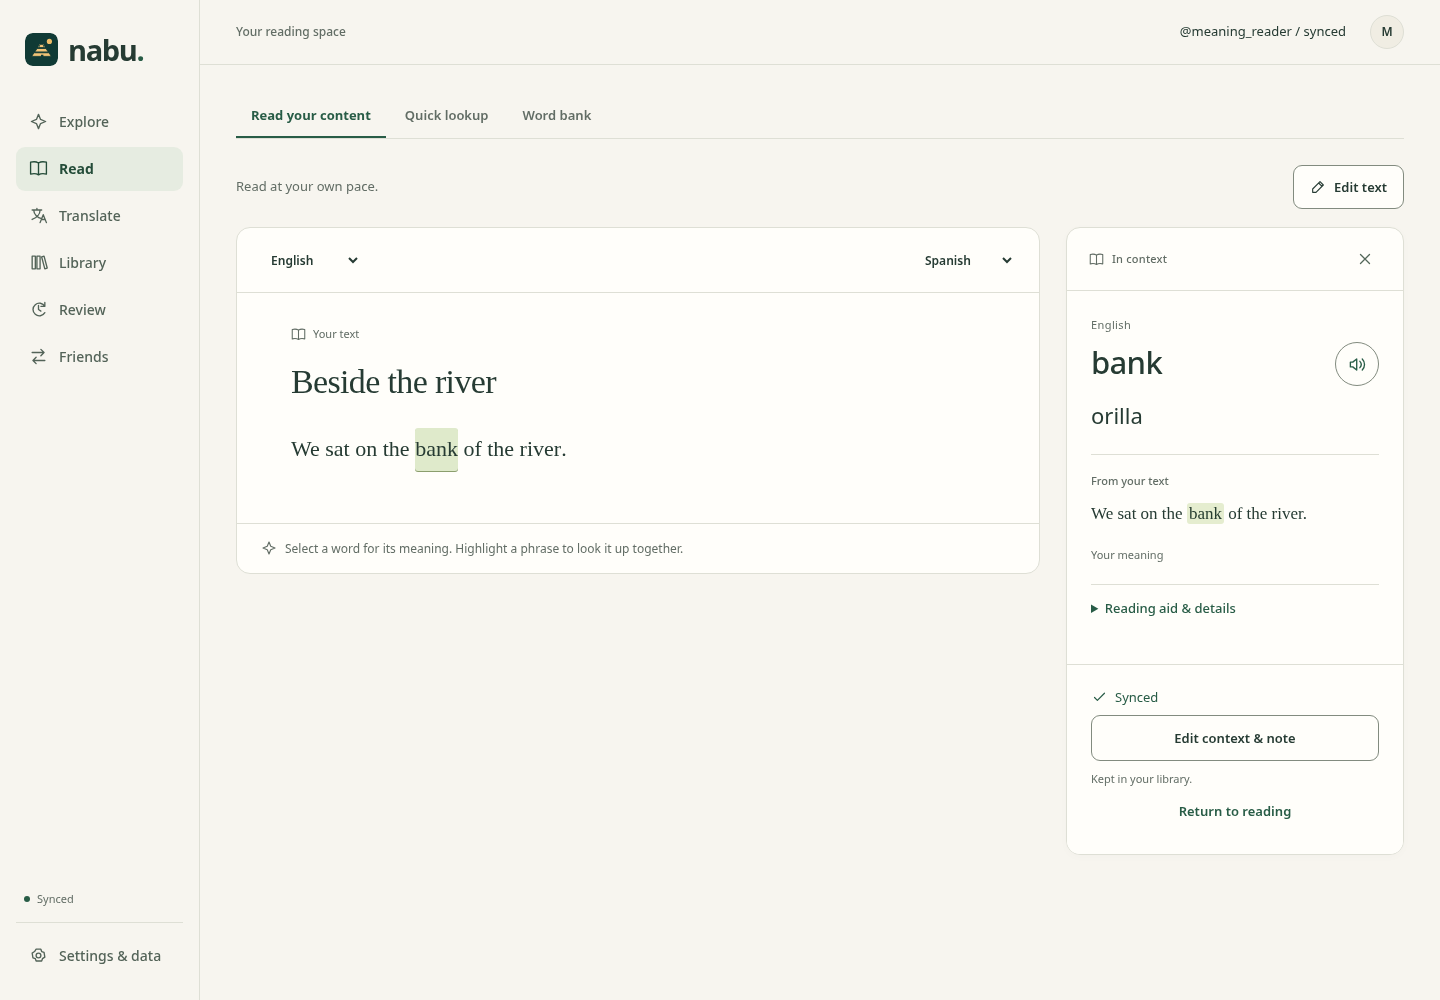 nabu.
Explore
Read
Translate
Library
Review
Friends
Synced
Settings & data
Your reading space
@meaning_reader / synced
M
Read your content
Quick lookup
Word bank
Read at your own pace.
Edit text
English
Spanish
Your text
Beside the river
We sat on the bank of the river.
Select a word for its meaning. Highlight a phrase to look it up together.
In context
English
bank
orilla
From your text
We sat on the bank of the river.
Your meaning
Reading aid & details
Synced
Edit context & note
Kept in your library.
Return to reading